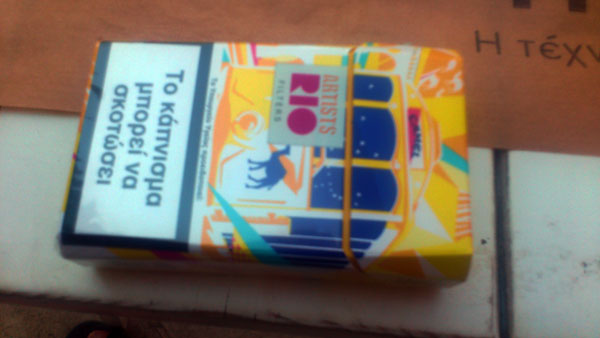 Το κάπνισμα
μπορεί να
σκοτώσει
ARTISTS
RIO
FILTERS
Η τέχν